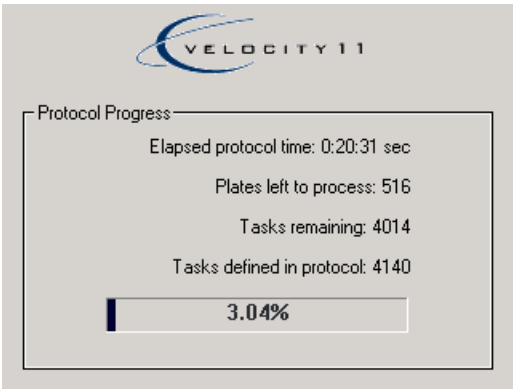 VELOCITY11
Protocol Progress
Elapsed protocol time: 0:20:31 sec
Plates left to process: 516
Tasks remaining: 4014
Tasks defined in protocol: 4140
3.04%